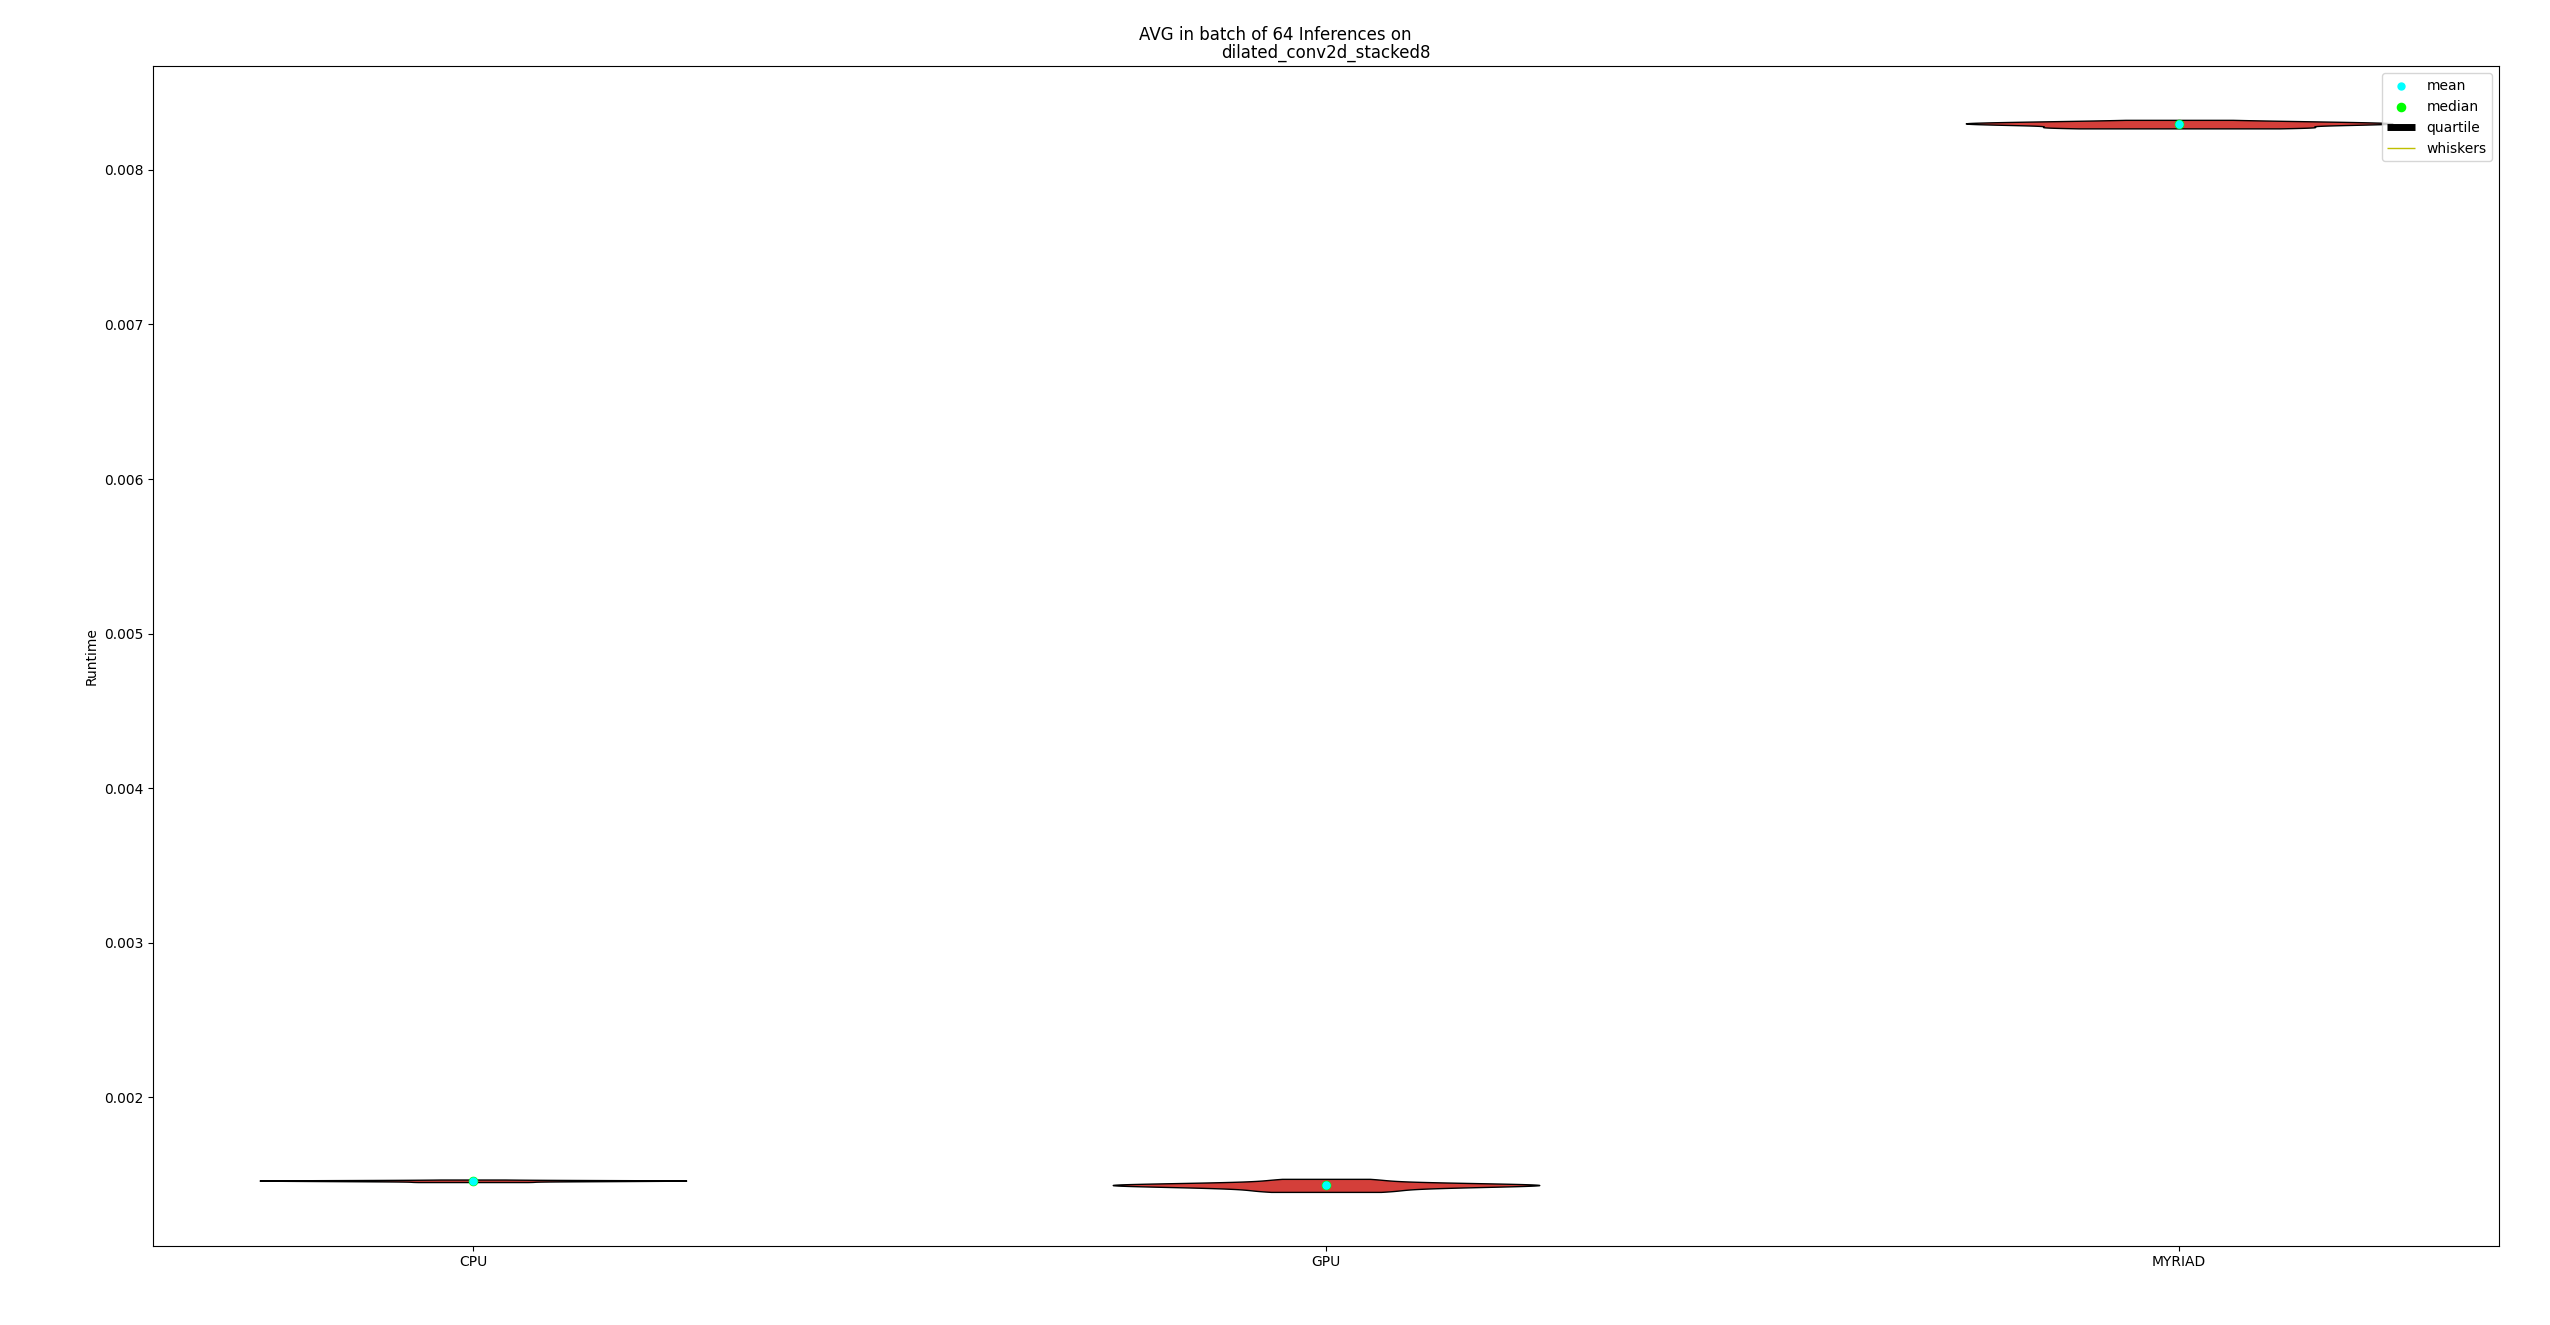 AVG in batch of 64 Inferences on
dilated_conv2d_stacked8
mean
median
quartile
whiskers
0.008
0.007
0.006
0.005
0.004
0.003
0.002
Runtime
CPU
GPU
MYRIAD